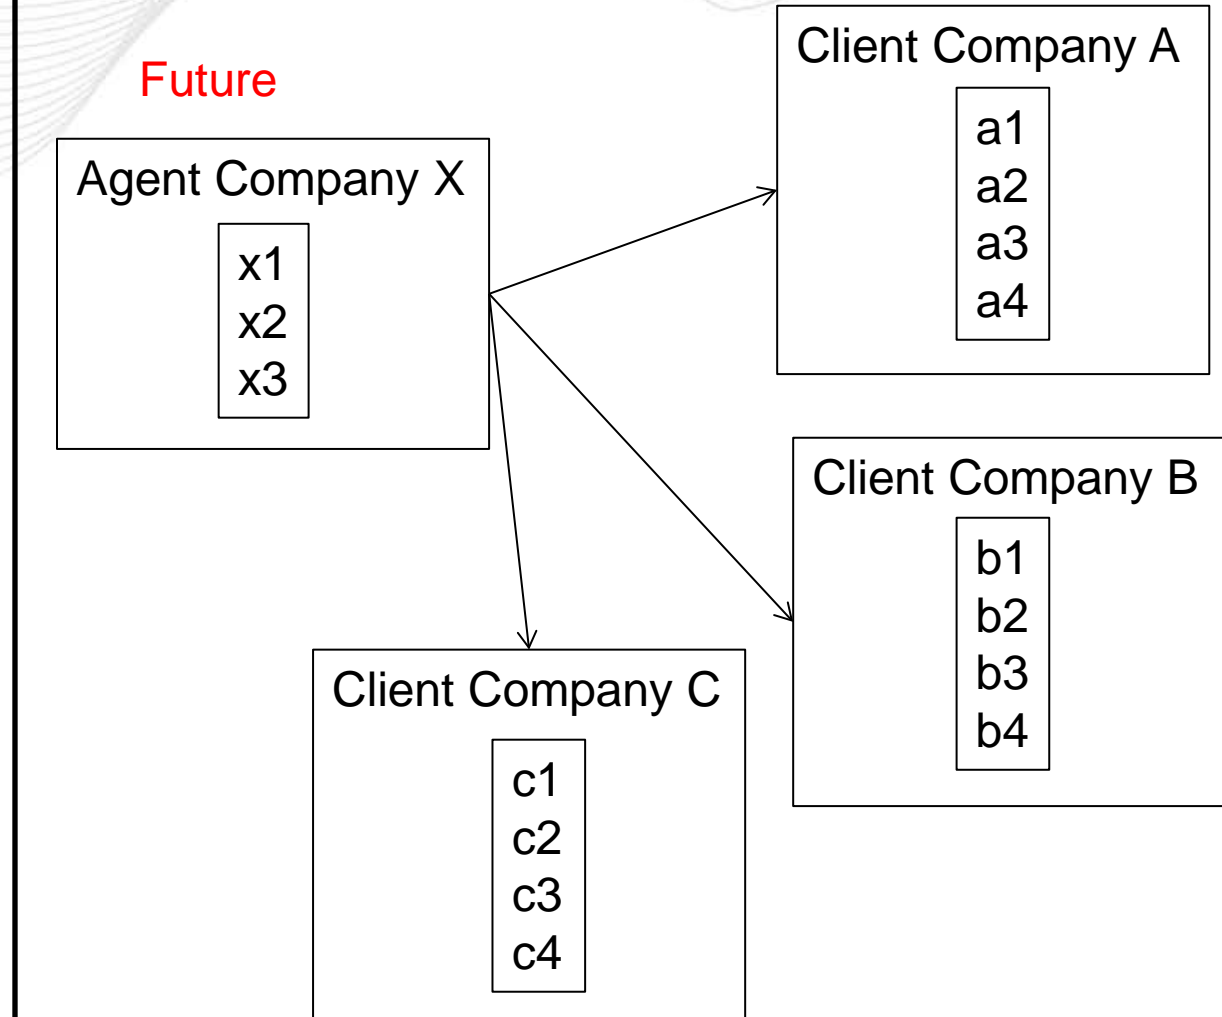 Future
Agent Company X
x1
x2
x3
Client Company A
a1
a2
a3
a4
Client Company B
b1
b2
b3
b4
Client Company C
c1
c2
c3
c4